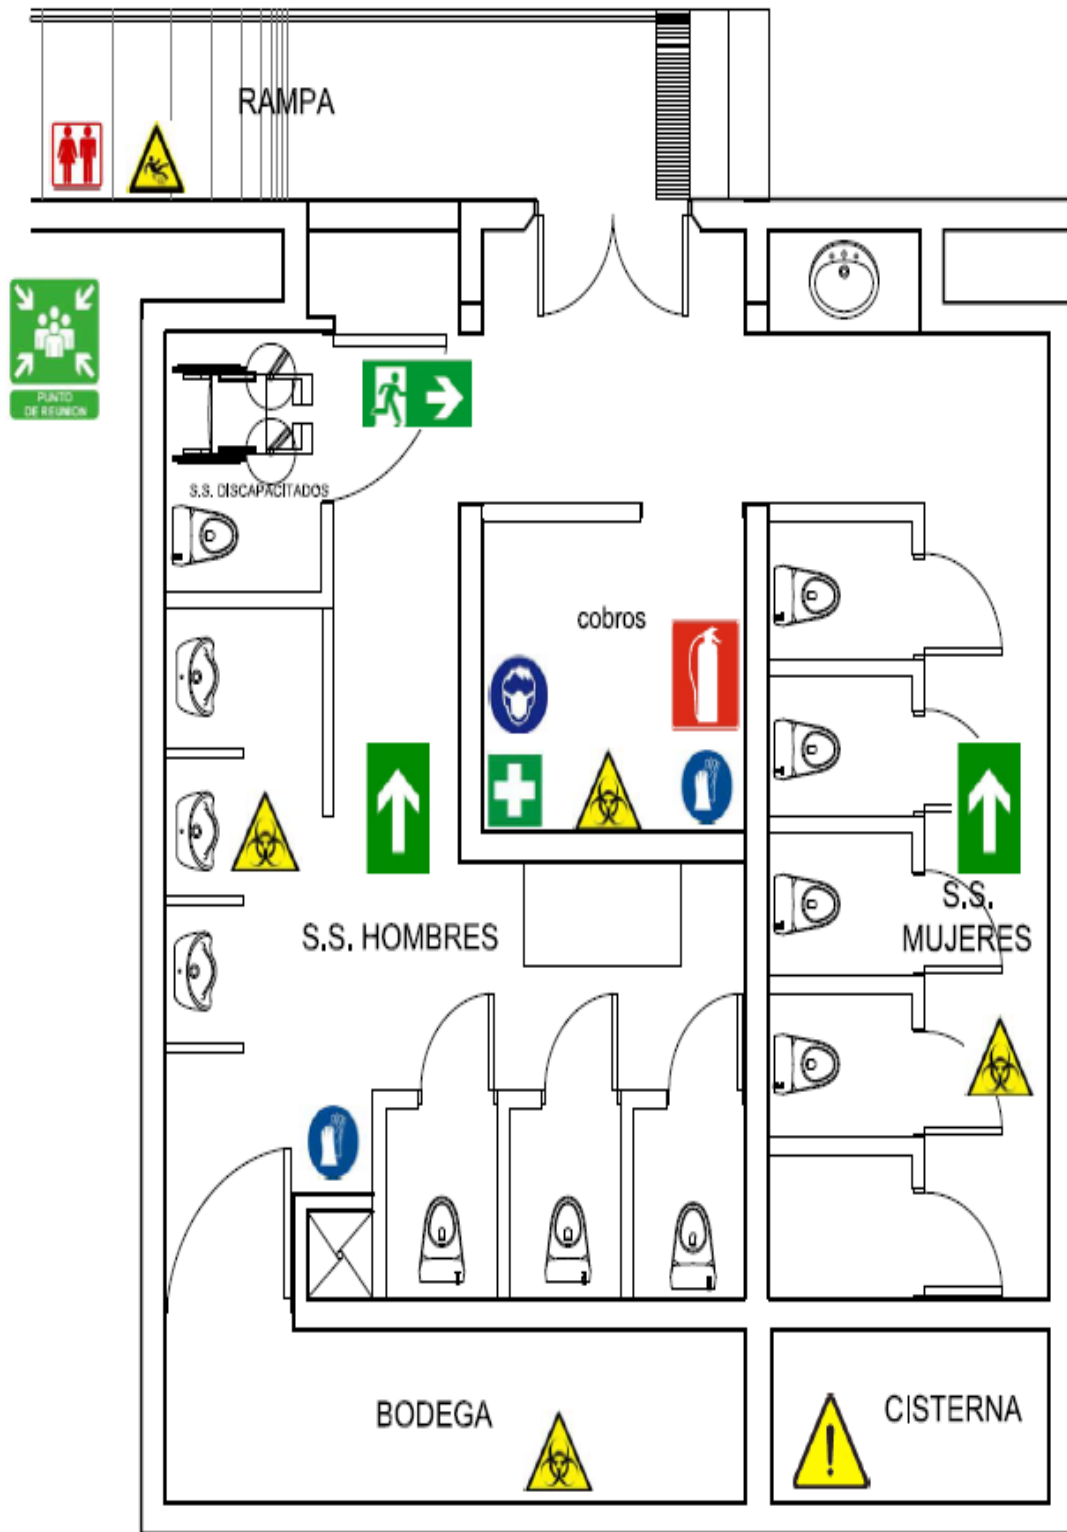 RAMPA
PUNTO
DE REUNION
S.S. DISCAPACITADOS
cobros
S.S. HOMBRES
S.S.
MUJERES
BODEGA
CISTERNA